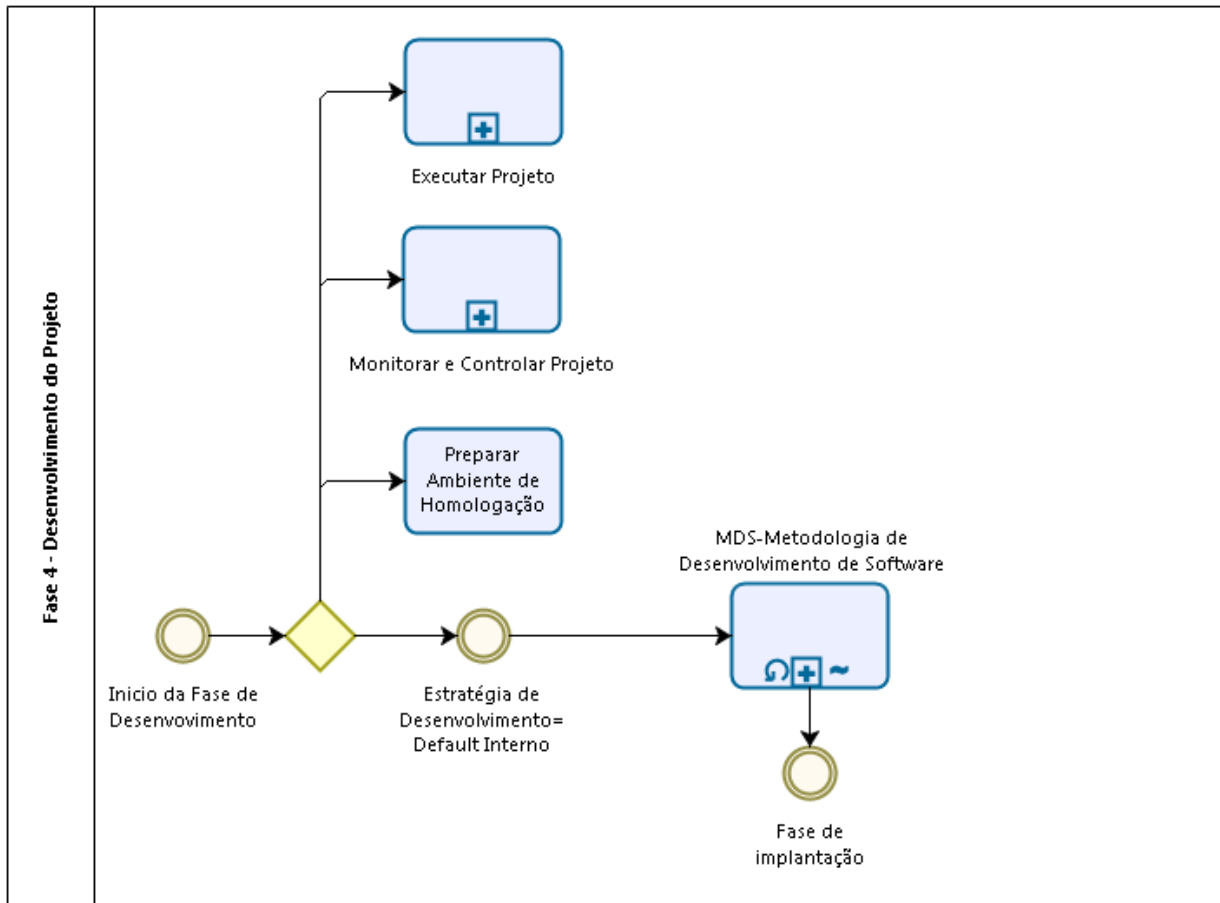 Fase 4 - Desenvolvimento do Projeto
Executar Projeto
Monitorar e Controlar Projeto
Preparar
Ambiente de
Homologação
MDS-Metodologia de
Desenvolvimento de Software
Inicio da Fase de
Desenvovimento
Estratégia de
Desenvolvimento=
Default Interno
Fase de
implantação